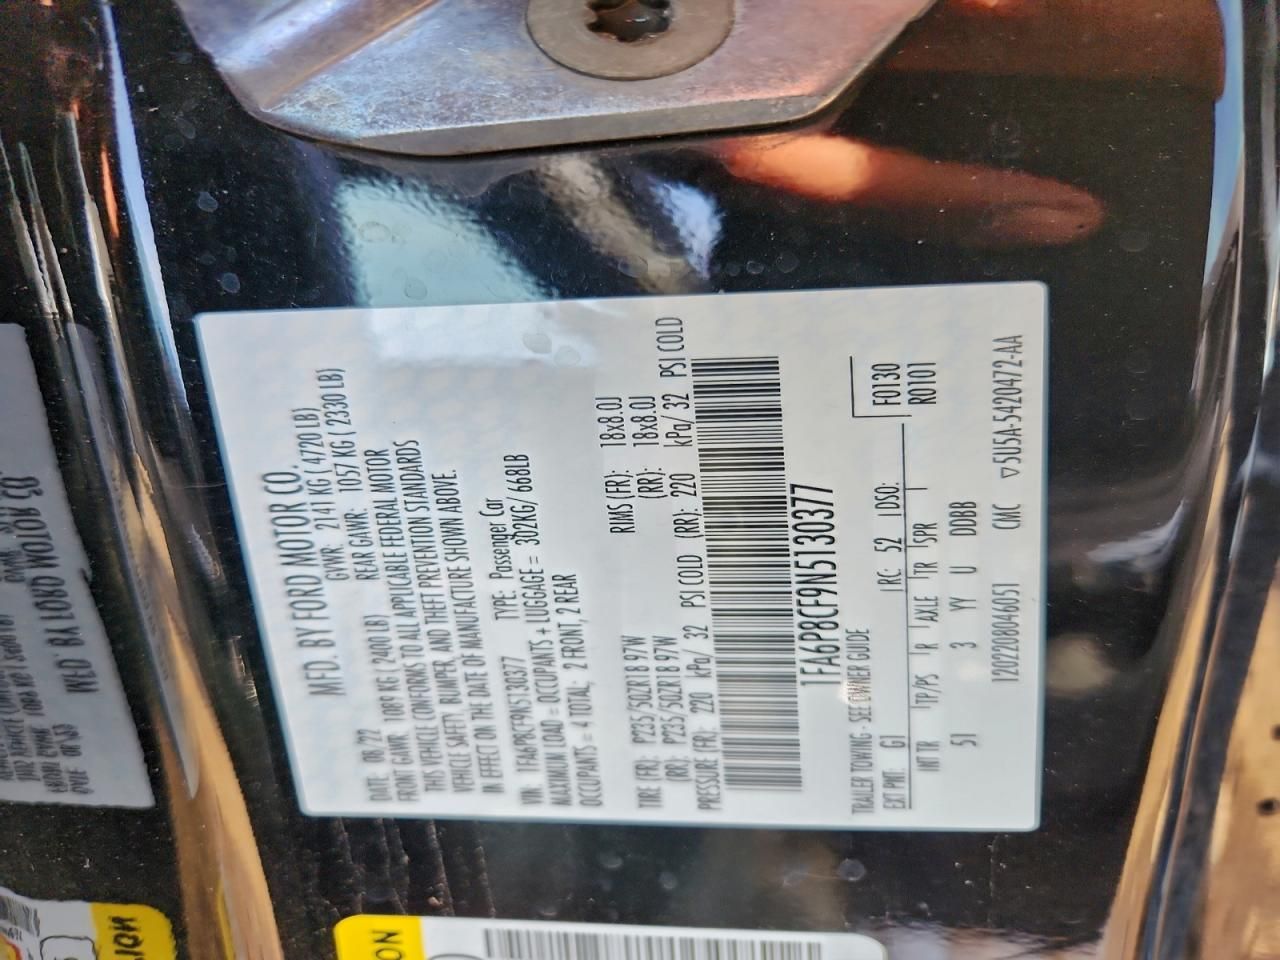 MFD. BY FORD MOTOR CO.
DATE: 08/22 GVWR: 2141 KG ( 4720 LB)
FRONT GAWR: 1089 KG ( 2400 LB) REAR GAWR: 1057 KG ( 2330 LB)
THIS VEHICLE CONFORMS TO ALL APPLICABLE FEDERAL MOTOR
VEHICLE SAFETY, BUMPER, AND THEFT PREVENTION STANDARDS
IN EFFECT ON THE DATE OF MANUFACTURE SHOWN ABOVE.
VIN: 1FA6P8CF9N5130377 TYPE: Passenger Car
MAXIMUM LOAD = OCCUPANTS + LUGGAGE = 302KG/ 668LB
OCCUPANTS = 4 TOTAL; 2 FRONT, 2 REAR
TIRE (FR): P235/50ZR18 97W RIMS (FR): 18x8.0J
(RR): P235/50ZR18 97W (RR): 18x8.0J
PRESSURE (FR): 220 kPa/ 32 PSI COLD (RR): 220 kPa/ 32 PSI COLD
1FA6P8CF9N5130377
TRAILER TOWING - SEE OWNER GUIDE
EXT PNT: G1 RC: 52 DSO: F0130
INT TR TP/PS R AXLE TR SPR R0101
51 3 YY U DDBB
1202208046051 CMC ▽5U5A-5420472-AA
ION